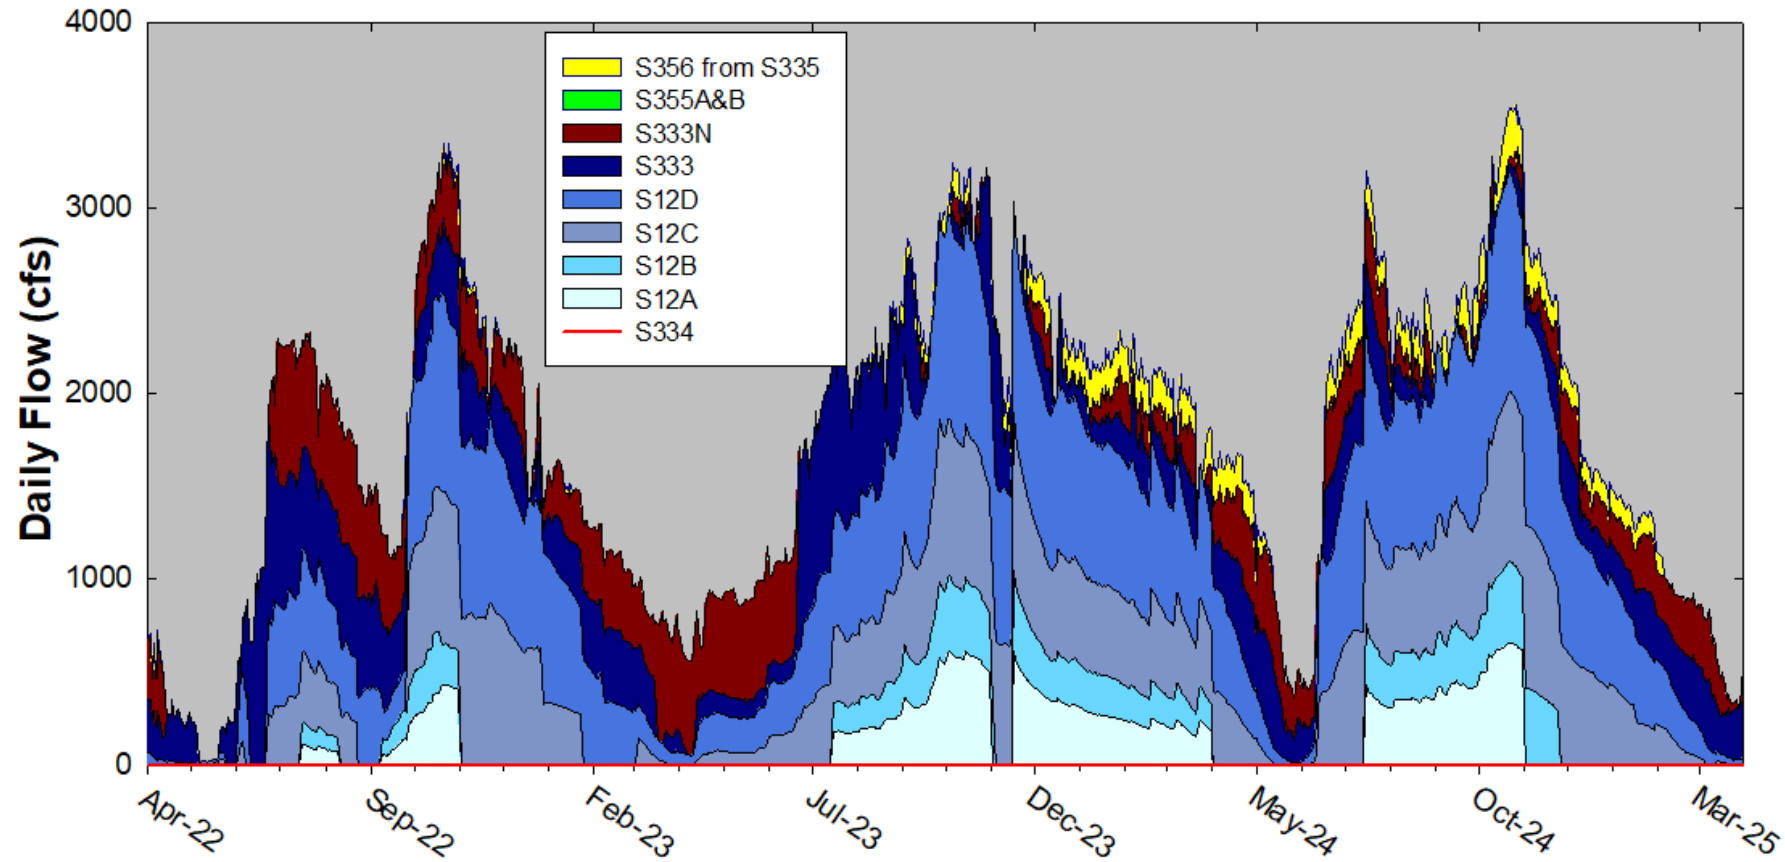 4000
3000
2000
1000
0
Daily Flow (cfs)
S356 from S335
S355A&B
S333N
S333
S12D
S12C
S12B
S12A
S334
Apr-22
Sep-22
Feb-23
Jul-23
Dec-23
May-24
Oct-24
Mar-25